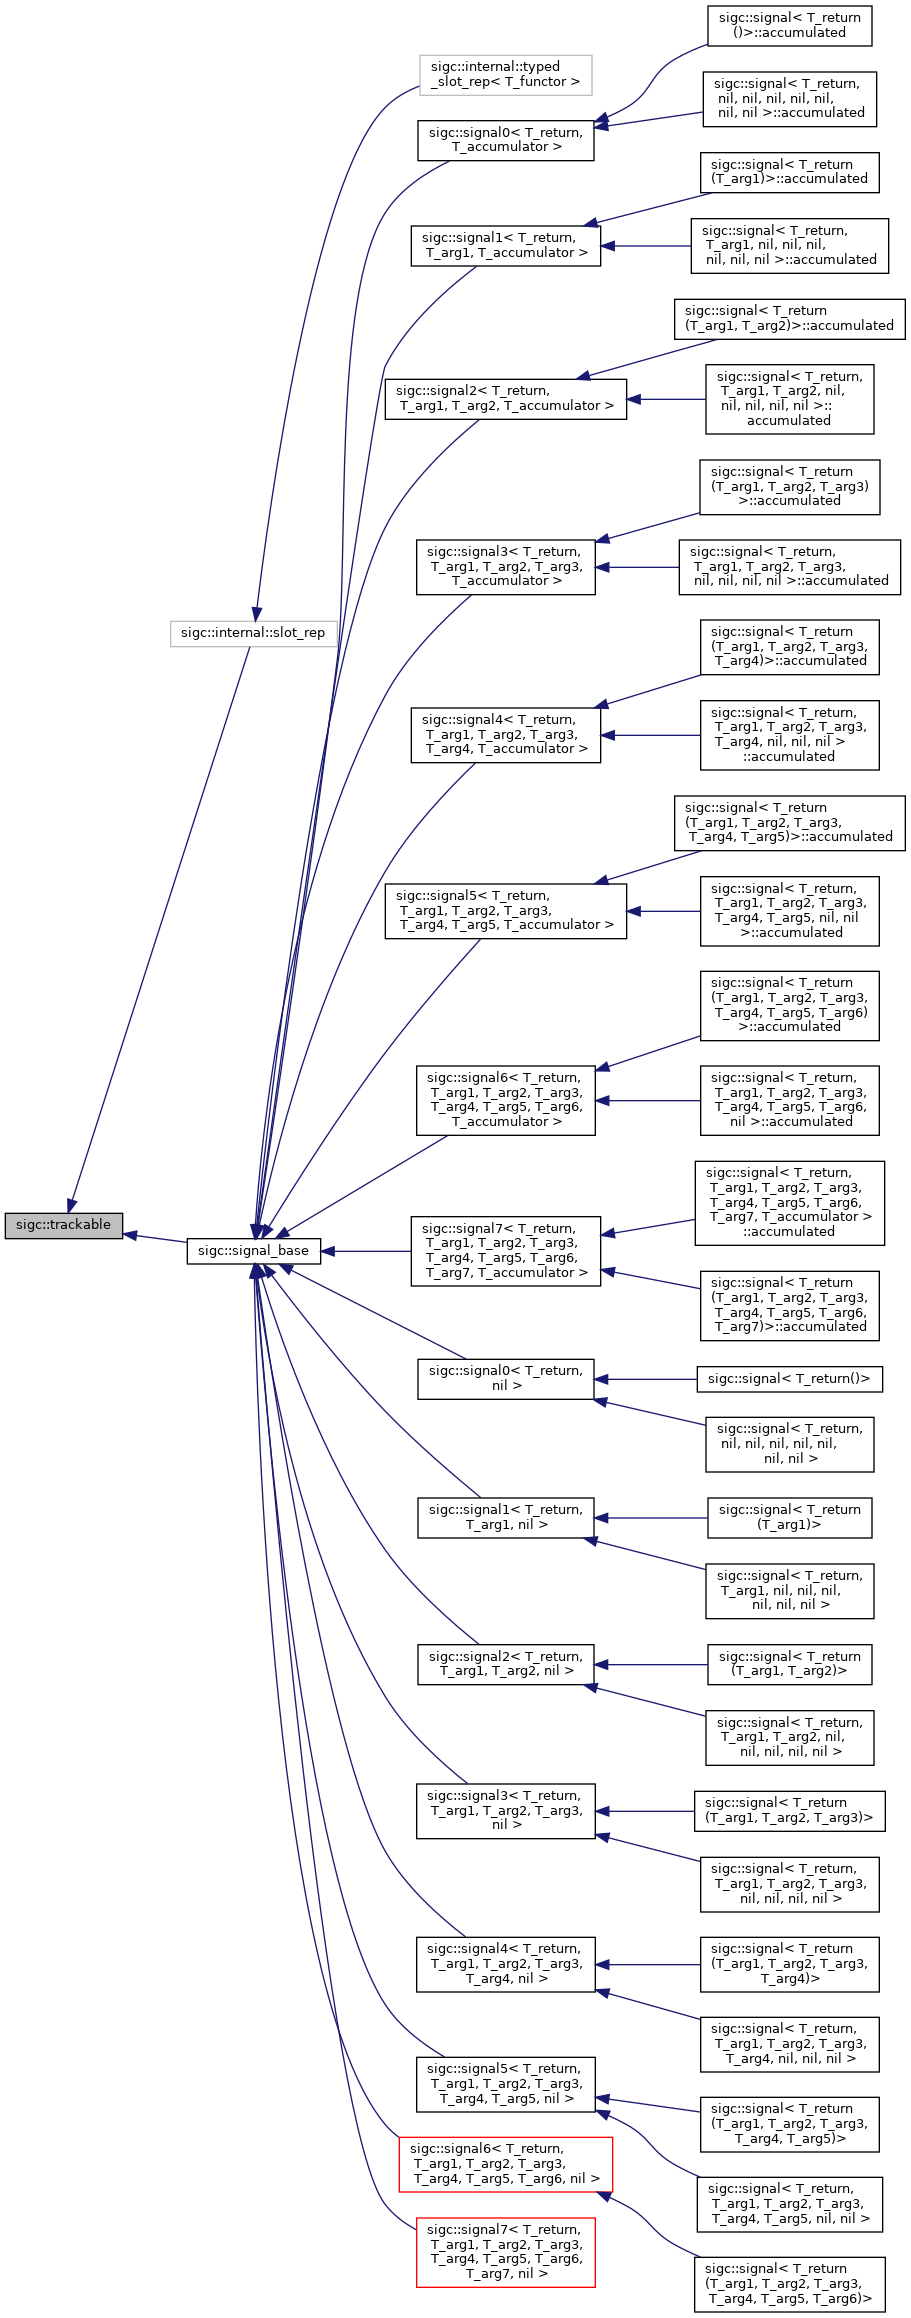 sigc::trackable
sigc::internal::slot_rep
sigc::signal_base
sigc::internal::typed
_slot_rep< T_functor >
sigc::signal0< T_return,
T_accumulator >
sigc::signal1< T_return,
T_arg1, T_accumulator >
sigc::signal2< T_return,
T_arg1, T_arg2, T_accumulator >
sigc::signal3< T_return,
T_arg1, T_arg2, T_arg3,
T_accumulator >
sigc::signal4< T_return,
T_arg1, T_arg2, T_arg3,
T_arg4, T_accumulator >
sigc::signal5< T_return,
T_arg1, T_arg2, T_arg3,
T_arg4, T_arg5, T_accumulator >
sigc::signal6< T_return,
T_arg1, T_arg2, T_arg3,
T_arg4, T_arg5, T_arg6,
T_accumulator >
sigc::signal7< T_return,
T_arg1, T_arg2, T_arg3,
T_arg4, T_arg5, T_arg6,
T_arg7, T_accumulator >
sigc::signal0< T_return,
nil >
sigc::signal1< T_return,
T_arg1, nil >
sigc::signal2< T_return,
T_arg1, T_arg2, nil >
sigc::signal3< T_return,
T_arg1, T_arg2, T_arg3,
nil >
sigc::signal4< T_return,
T_arg1, T_arg2, T_arg3,
T_arg4, nil >
sigc::signal5< T_return,
T_arg1, T_arg2, T_arg3,
T_arg4, T_arg5, nil >
sigc::signal6< T_return,
T_arg1, T_arg2, T_arg3,
T_arg4, T_arg5, T_arg6, nil >
sigc::signal7< T_return,
T_arg1, T_arg2, T_arg3,
T_arg4, T_arg5, T_arg6,
T_arg7, nil >
sigc::signal< T_return
()>::accumulated
sigc::signal< T_return,
nil, nil, nil, nil, nil,
nil, nil >::accumulated
sigc::signal< T_return
(T_arg1)>::accumulated
sigc::signal< T_return,
T_arg1, nil, nil, nil,
nil, nil, nil >::accumulated
sigc::signal< T_return
(T_arg1, T_arg2)>::accumulated
sigc::signal< T_return,
T_arg1, T_arg2, nil,
nil, nil, nil, nil >::
accumulated
sigc::signal< T_return
(T_arg1, T_arg2, T_arg3)
>::accumulated
sigc::signal< T_return,
T_arg1, T_arg2, T_arg3,
nil, nil, nil, nil >::accumulated
sigc::signal< T_return
(T_arg1, T_arg2, T_arg3,
T_arg4)>::accumulated
sigc::signal< T_return,
T_arg1, T_arg2, T_arg3,
T_arg4, nil, nil, nil >
::accumulated
sigc::signal< T_return
(T_arg1, T_arg2, T_arg3,
T_arg4, T_arg5)>::accumulated
sigc::signal< T_return,
T_arg1, T_arg2, T_arg3,
T_arg4, T_arg5, nil, nil
>::accumulated
sigc::signal< T_return
(T_arg1, T_arg2, T_arg3,
T_arg4, T_arg5, T_arg6)
>::accumulated
sigc::signal< T_return,
T_arg1, T_arg2, T_arg3,
T_arg4, T_arg5, T_arg6,
nil >::accumulated
sigc::signal< T_return,
T_arg1, T_arg2, T_arg3,
T_arg4, T_arg5, T_arg6,
T_arg7, T_accumulator >
::accumulated
sigc::signal< T_return
(T_arg1, T_arg2, T_arg3,
T_arg4, T_arg5, T_arg6,
T_arg7)>::accumulated
sigc::signal< T_return()>
sigc::signal< T_return,
nil, nil, nil, nil, nil,
nil, nil >
sigc::signal< T_return
(T_arg1)>
sigc::signal< T_return,
T_arg1, nil, nil, nil,
nil, nil, nil >
sigc::signal< T_return
(T_arg1, T_arg2)>
sigc::signal< T_return,
T_arg1, T_arg2, nil,
nil, nil, nil, nil >
sigc::signal< T_return
(T_arg1, T_arg2, T_arg3)>
sigc::signal< T_return,
T_arg1, T_arg2, T_arg3,
nil, nil, nil, nil >
sigc::signal< T_return
(T_arg1, T_arg2, T_arg3,
T_arg4)>
sigc::signal< T_return,
T_arg1, T_arg2, T_arg3,
T_arg4, nil, nil, nil >
sigc::signal< T_return
(T_arg1, T_arg2, T_arg3,
T_arg4, T_arg5)>
sigc::signal< T_return,
T_arg1, T_arg2, T_arg3,
T_arg4, T_arg5, nil, nil >
sigc::signal< T_return
(T_arg1, T_arg2, T_arg3,
T_arg4, T_arg5, T_arg6)>